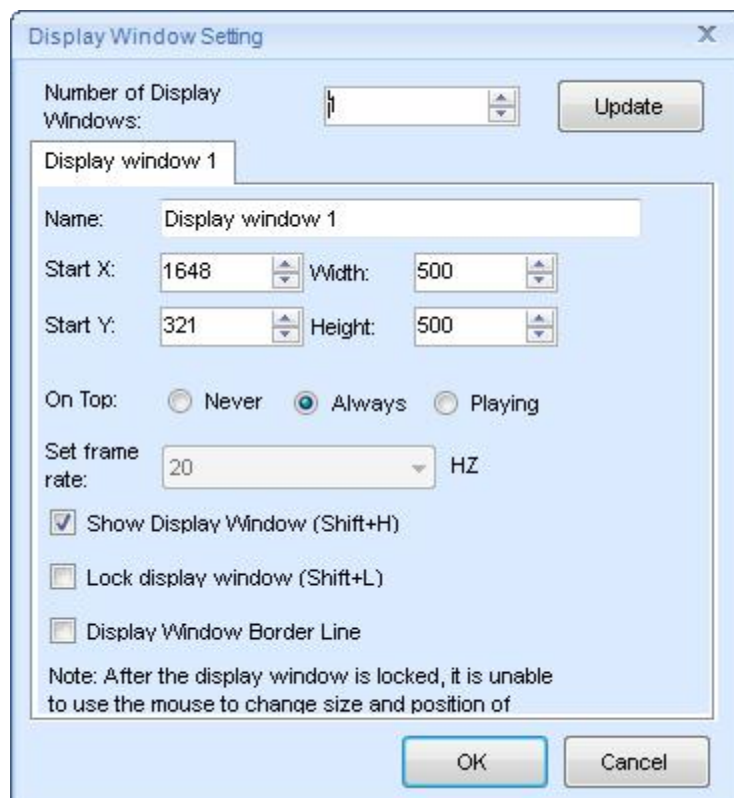 Display Window Setting
Number of Display
Windows:
1
Update
Display window 1
Name: Display window 1
Start X: 1648 Width: 500
Start Y: 321 Height: 500
On Top: Never Always Playing
Set frame
rate: 20 HZ
Show Display Window (Shift+H)
Lock display window (Shift+L)
Display Window Border Line
Note: After the display window is locked, it is unable
to use the mouse to change size and position of
OK Cancel